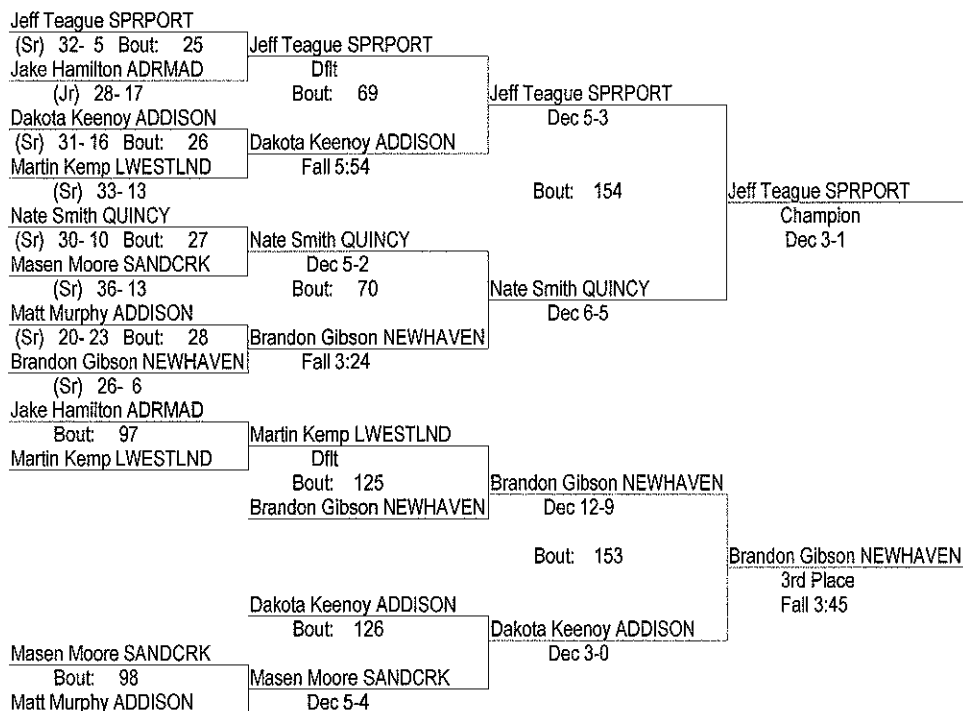 Jeff Teague SPRPORT
(Sr) 32- 5 Bout: 25
Jake Hamilton ADRMAD
(Jr) 28- 17
Dakota Keenoy ADDISON
(Sr) 31- 16 Bout: 26
Martin Kemp LWESTLND
(Sr) 33- 13
Nate Smith QUINCY
(Sr) 30- 10 Bout: 27
Masen Moore SANDCRK
(Sr) 36- 13
Matt Murphy ADDISON
(Sr) 20- 23 Bout: 28
Brandon Gibson NEWHAVEN
(Sr) 26- 6
Jeff Teague SPRPORT
Dflt
Bout: 69
Dakota Keenoy ADDISON
Fall 5:54
Nate Smith QUINCY
Dec 5-2
Bout: 70
Brandon Gibson NEWHAVEN
Fall 3:24
Jeff Teague SPRPORT
Dec 5-3
Bout: 154
Nate Smith QUINCY
Dec 6-5
Jeff Teague SPRPORT
Champion
Dec 3-1
Jake Hamilton ADRMAD
Bout: 97
Martin Kemp LWESTLND
Masen Moore SANDCRK
Bout: 98
Matt Murphy ADDISON
Martin Kemp LWESTLND
Dflt
Bout: 125
Brandon Gibson NEWHAVEN
Dakota Keenoy ADDISON
Bout: 126
Masen Moore SANDCRK
Dec 5-4
Brandon Gibson NEWHAVEN
Dec 12-9
Bout: 153
Dakota Keenoy ADDISON
Dec 3-0
Brandon Gibson NEWHAVEN
3rd Place
Fall 3:45